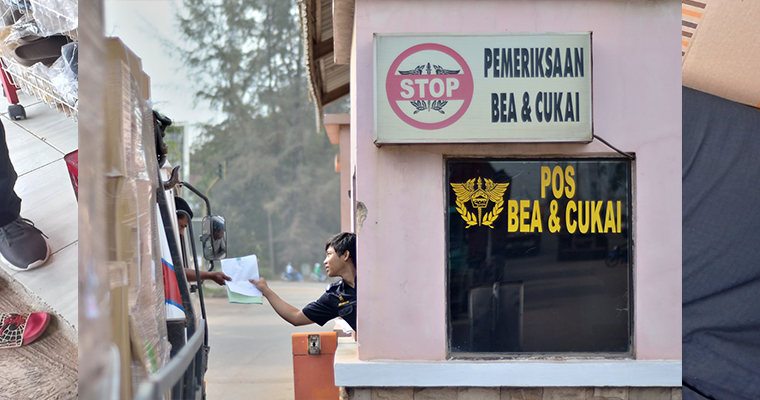 STOP
PEMERIKSAAN
BEA & CUKAI
POS
BEA & CUKAI